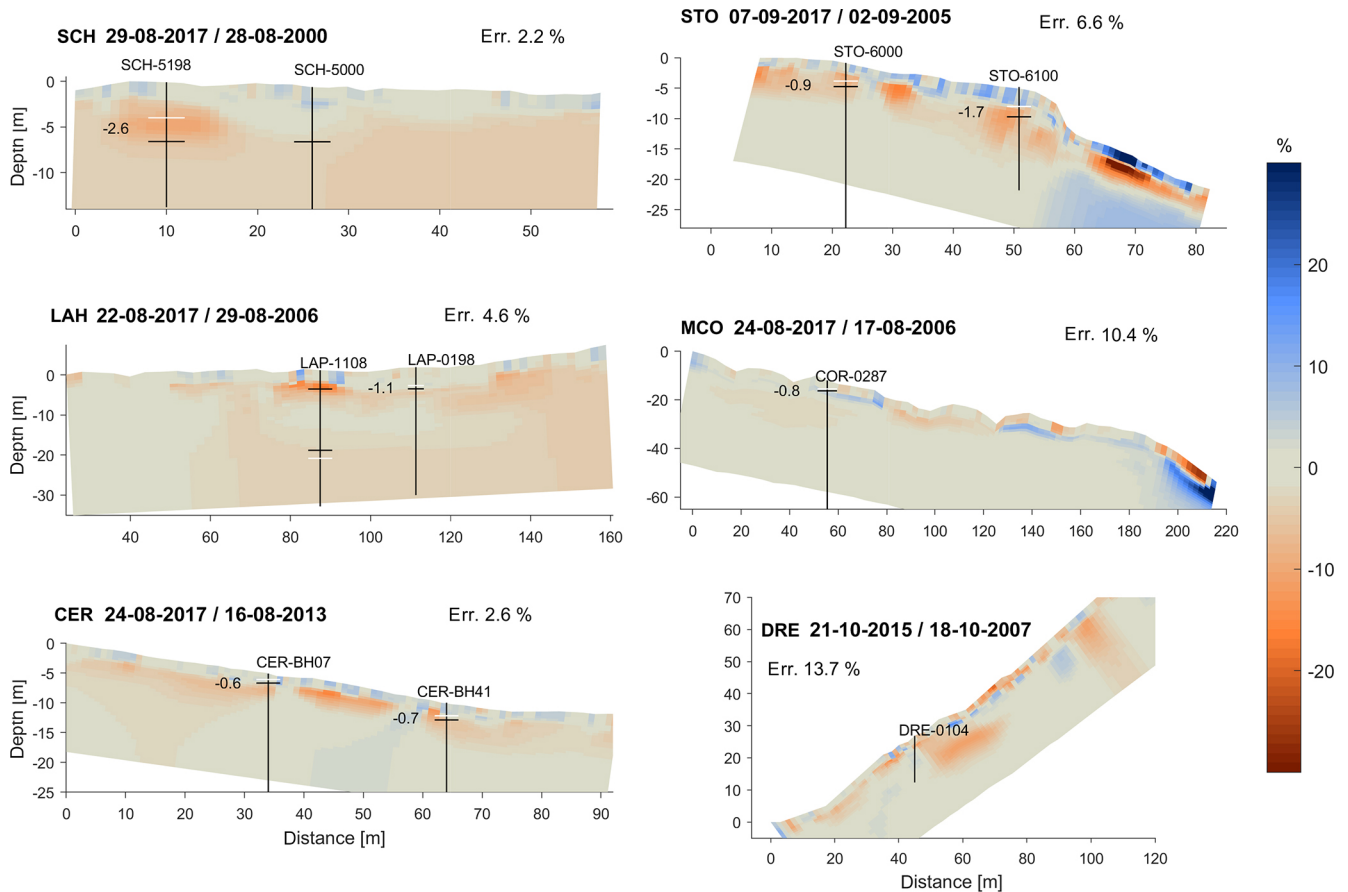 SCH 29-08-2017 / 28-08-2000
Err. 2.2 %
SCH-5198
SCH-5000
0
-5
-10
Deptn [m]
-2.6
0 10 20 30 40 50
STO 07-09-2017 / 02-09-2005
Err. 6.6 %
STO-6000
STO-6100
0
-5
-10
-15
-20
-25
-0.9
-1.7
0 10 20 30 40 50 60 70 80
LAH 22-08-2017 / 29-08-2006
Err. 4.6 %
LAP-1108
LAP-0198
0
-10
-20
-30
Deptn [m]
-1.1
40 60 80 100 120 140 160
MCO 24-08-2017 / 17-08-2006
Err. 10.4 %
COR-0287
0
-20
-40
-60
-0.8
0 20 40 60 80 100 120 140 160 180 200 220
CER 24-08-2017 / 16-08-2013
Err. 2.6 %
CER-BH07
CER-BH41
0
-5
-10
-15
-20
-25
Deptn [m]
-0.6
-0.7
0 10 20 30 40 50 60 70 80 90
Distance [m]
DRE 21-10-2015 / 18-10-2007
Err. 13.7 %
DRE-0104
70
60
50
40
30
20
10
0
0 20 40 60 80 100 120
Distance [m]
%
20
10
0
-10
-20